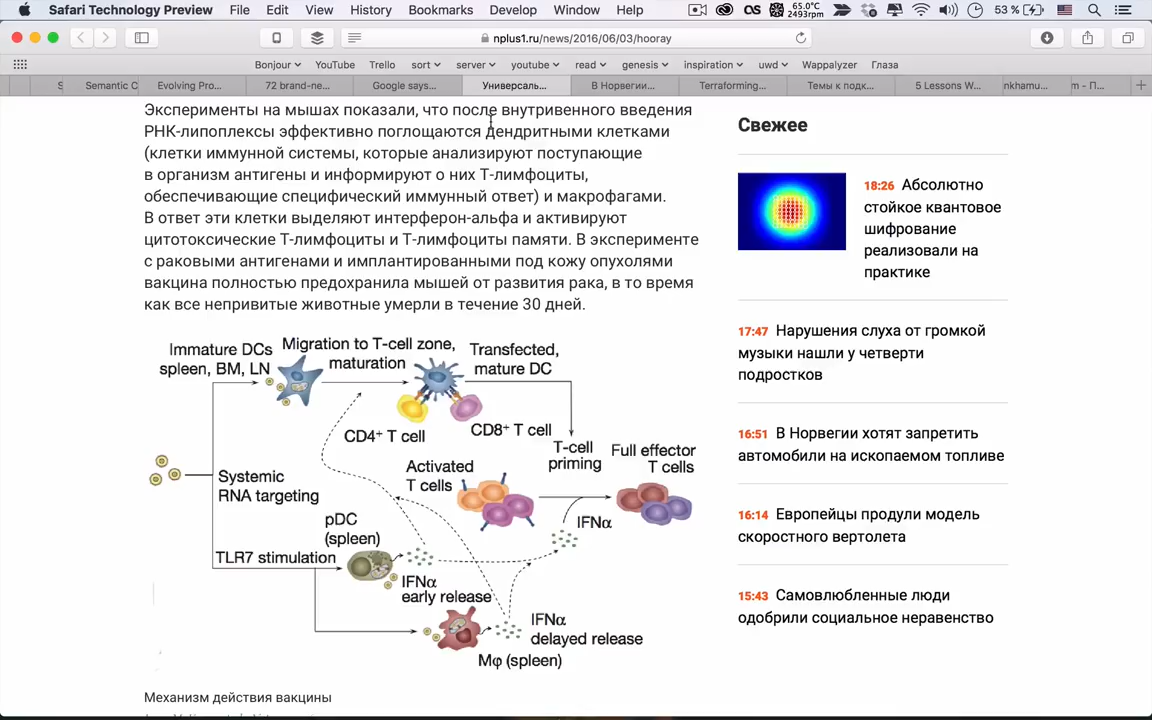 Safari Technology Preview File Edit View History Bookmarks Develop Window Help
65.0°C
2493rpm
53 %
nplus1.ru/news/2016/06/03/hooray
Bonjour YouTube Trello sort server youtube read genesis inspiration uwd Wappalyzer Глаза
S Semantic C Evolving Pro... 72 brand-ne... Google says... Универсаль... В Норвегии... Terraforming... Темы к подк... 5 Lessons W... nkhamu... m - П...
Эксперименты на мышах показали, что после внутривенного введения
РНК-липоплексы эффективно поглощаются дендритными клетками
(клетки иммунной системы, которые анализируют поступающие
в организм антигены и информируют о них Т-лимфоциты,
обеспечивающие специфический иммунный ответ) и макрофагами.
В ответ эти клетки выделяют интерферон-альфа и активируют
цитотоксические Т-лимфоциты и Т-лимфоциты памяти. В эксперименте
с раковыми антигенами и имплантированными под кожу опухолями
вакцина полностью предохранила мышей от развития рака, в то время
как все непривитые животные умерли в течение 30 дней.
Immature DCs
spleen, BM, LN
Migration to T-cell zone,
maturation
Transfected,
mature DC
CD4+ T cell
CD8+ T cell
T-cell
priming
Full effector
T cells
Activated
T cells
Systemic
RNA targeting
IFNα
pDC
(spleen)
TLR7 stimulation
IFNα
early release
IFNα
delayed release
Mφ (spleen)
Механизм действия вакцины
Свежее
18:26 Абсолютно
стойкое квантовое
шифрование
реализовали на
практике
17:47 Нарушения слуха от громкой
музыки нашли у четверти
подростков
16:51 В Норвегии хотят запретить
автомобили на ископаемом топливе
16:14 Европейцы продули модель
скоростного вертолета
15:43 Самовлюбленные люди
одобрили социальное неравенство